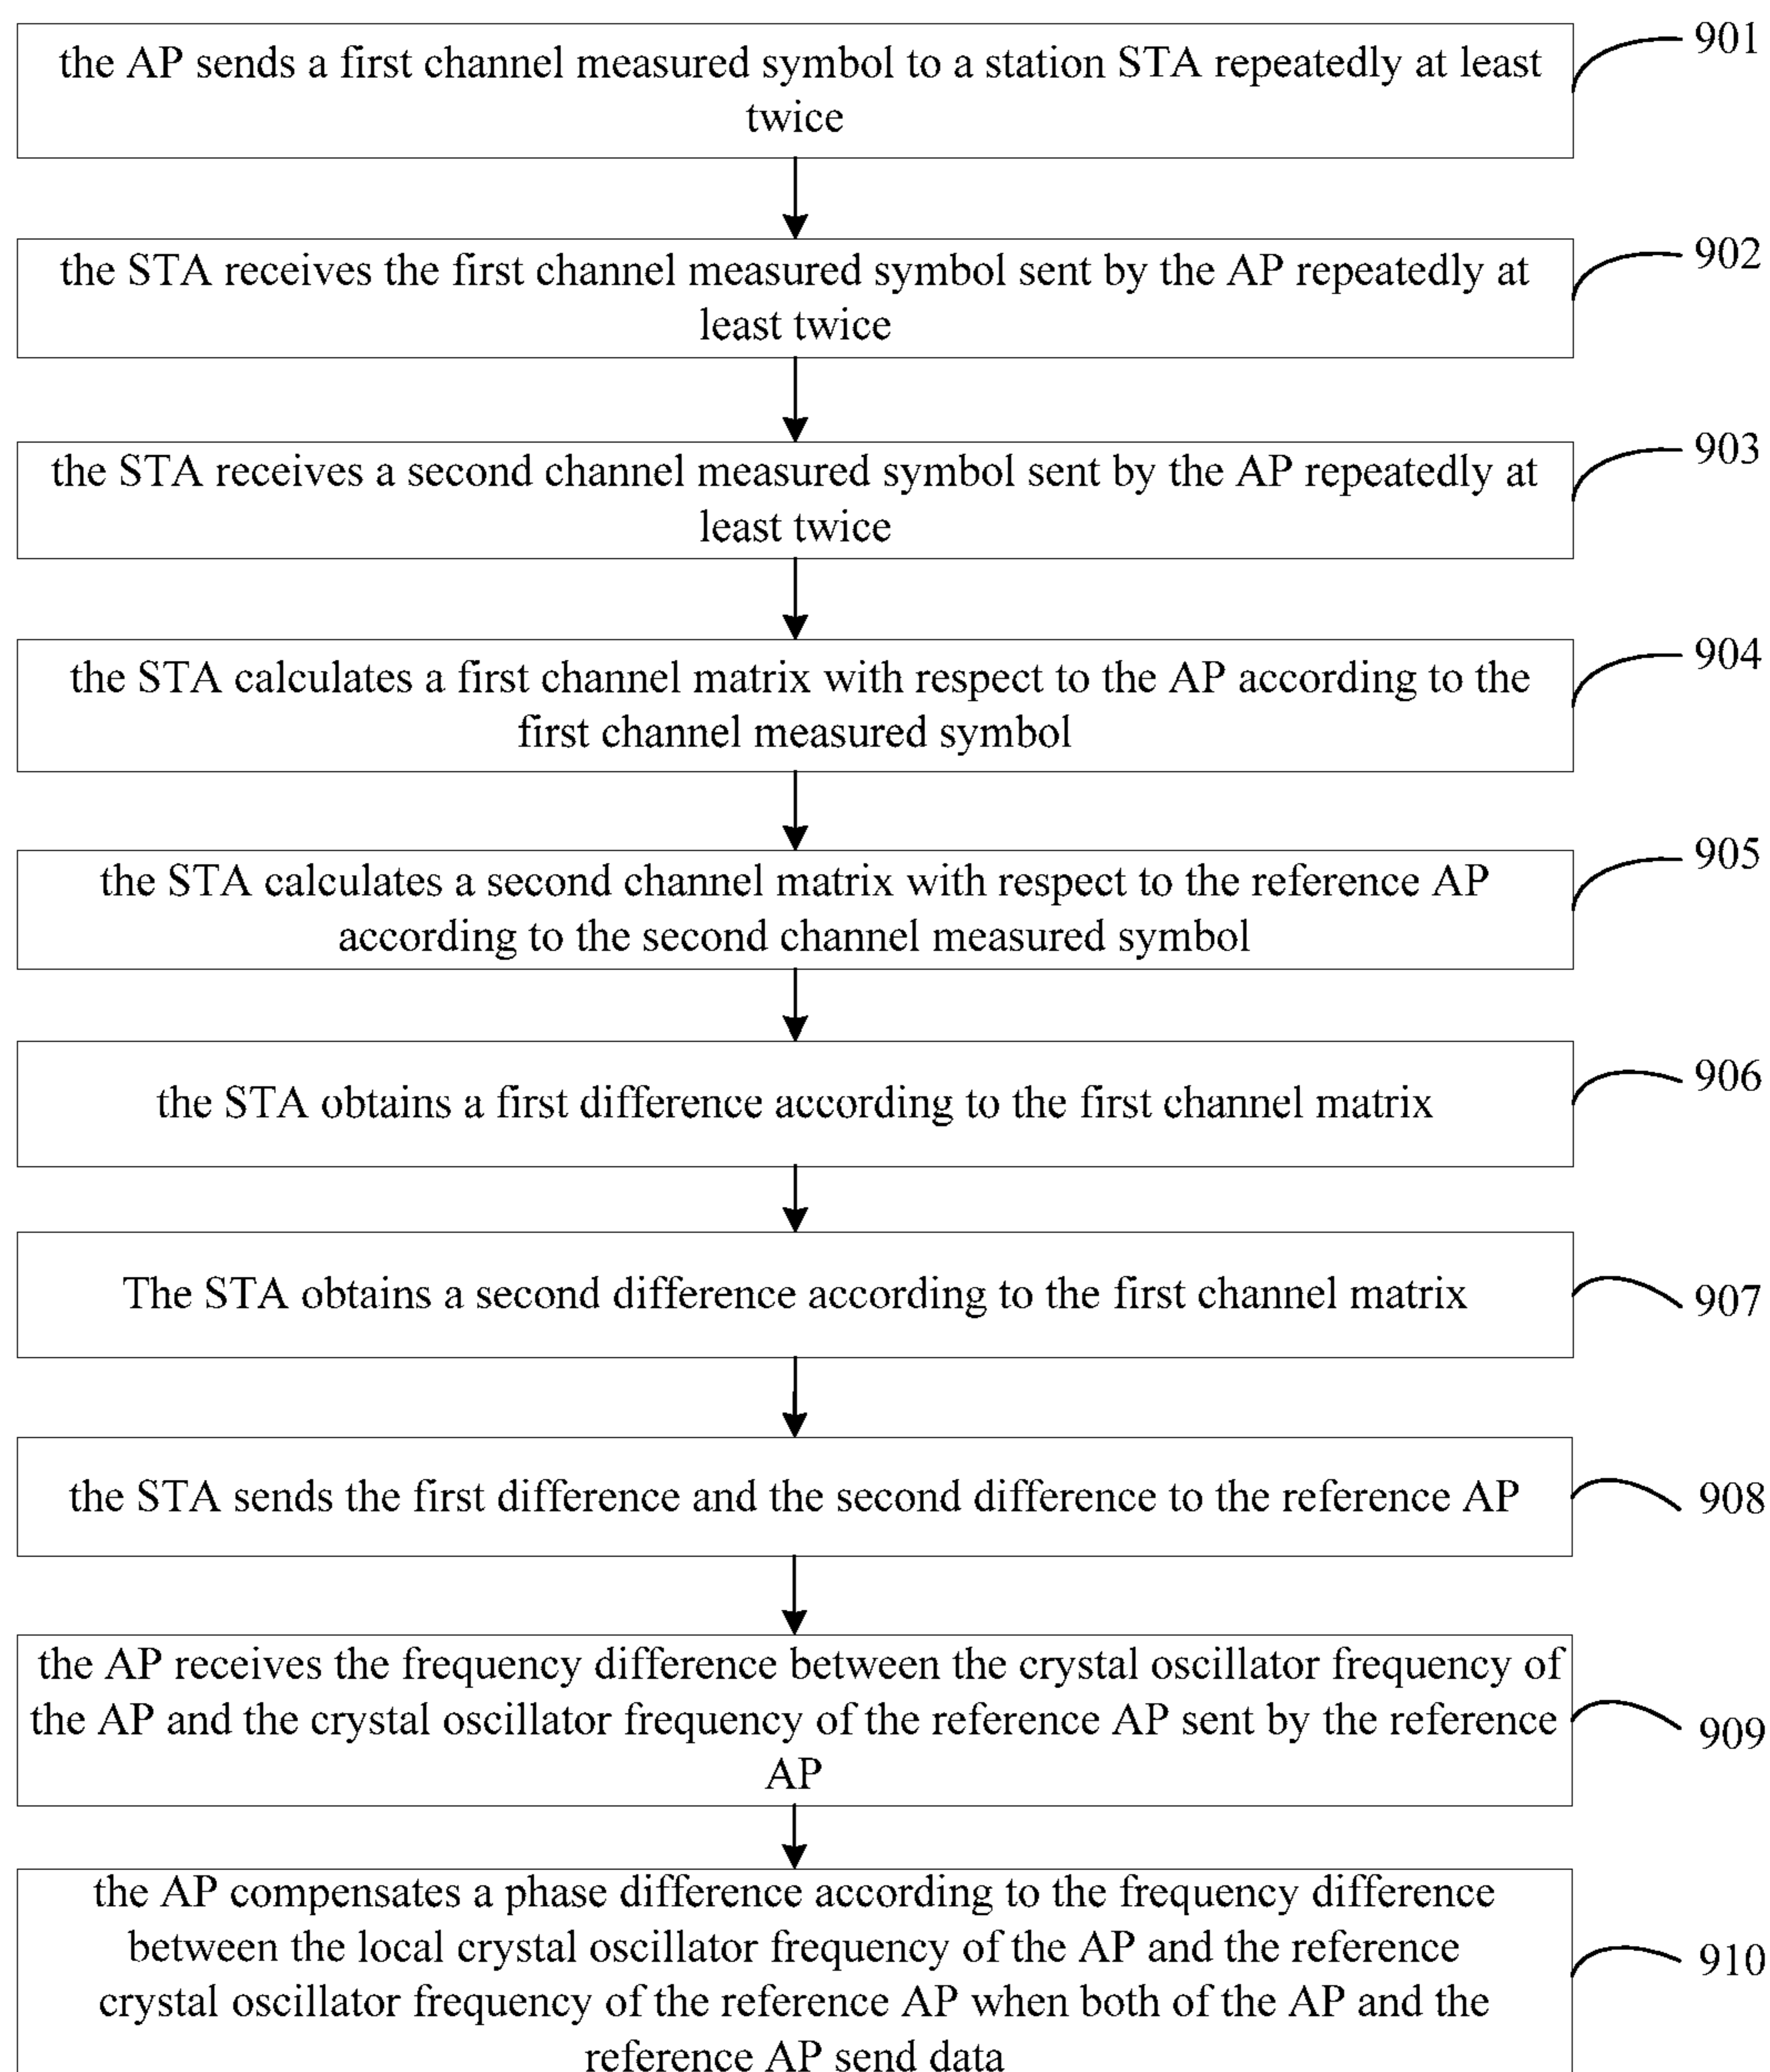 the AP sends a first channel measured symbol to a station STA repeatedly at least
twice
901
the STA receives the first channel measured symbol sent by the AP repeatedly at
least twice
902
the STA receives a second channel measured symbol sent by the AP repeatedly at
least twice
903
the STA calculates a first channel matrix with respect to the AP according to the
first channel measured symbol
904
the STA calculates a second channel matrix with respect to the reference AP
according to the second channel measured symbol
905
the STA obtains a first difference according to the first channel matrix
906
The STA obtains a second difference according to the first channel matrix
907
the STA sends the first difference and the second difference to the reference AP
908
the AP receives the frequency difference between the crystal oscillator frequency of
the AP and the crystal oscillator frequency of the reference AP sent by the reference
AP
909
the AP compensates a phase difference according to the frequency difference
between the local crystal oscillator frequency of the AP and the reference
crystal oscillator frequency of the reference AP when both of the AP and the
reference AP send data
910